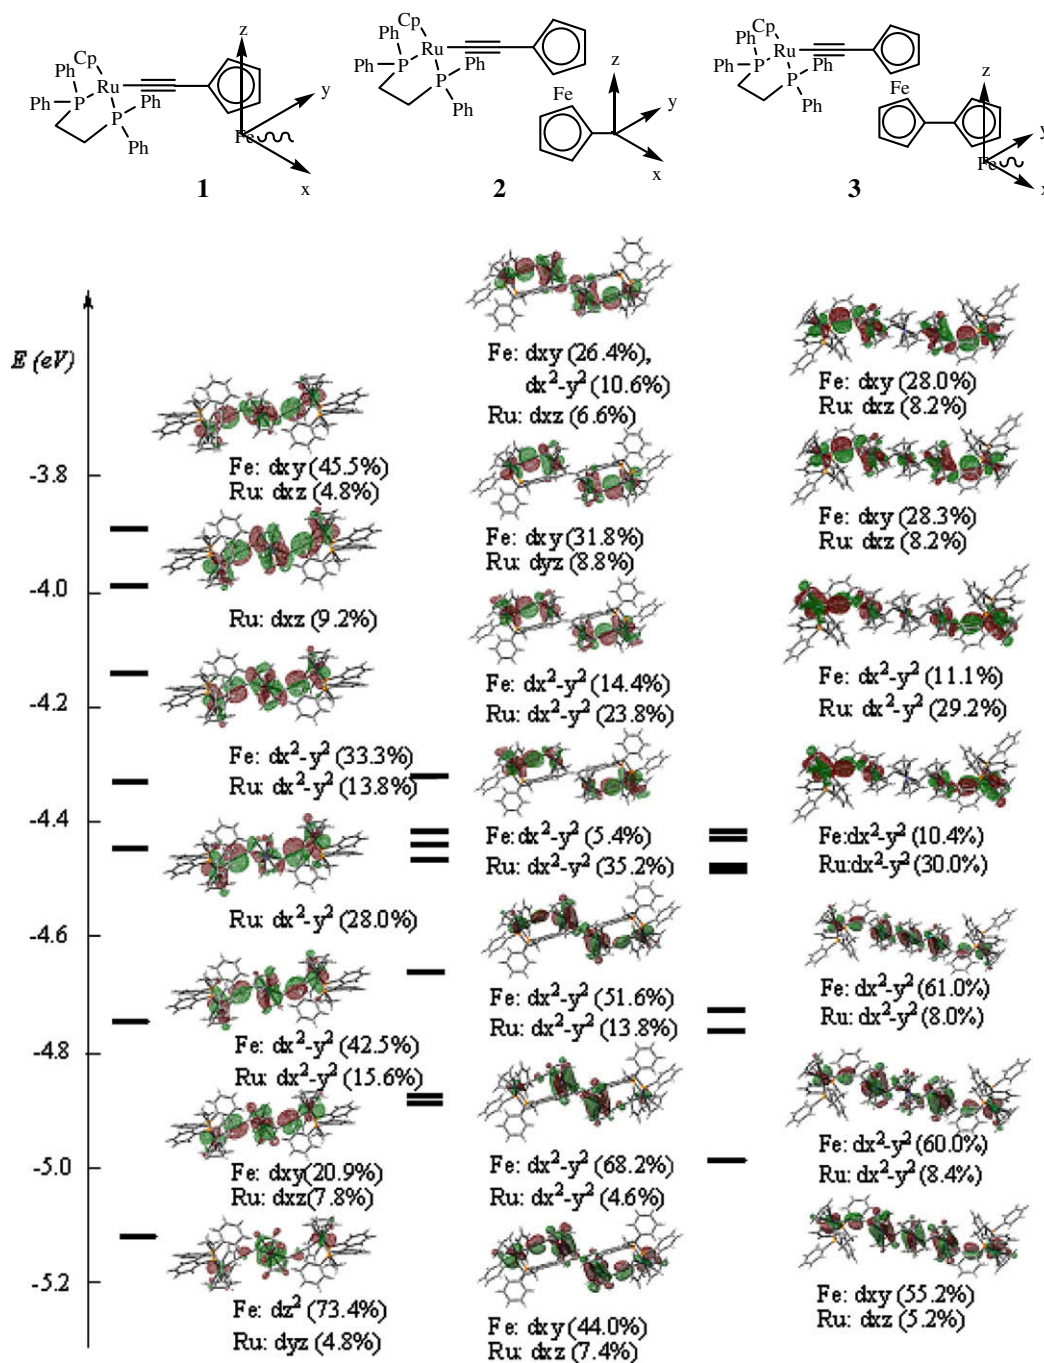 Cp
Ph
Ru
Ph
P
Ph
Ph
P
Ph
z
y
x
Fe
1
2
Cp
Ph
Ru
P
Ph
P
Ph
Ph
Fe
z
y
x
3
Cp
Ph
Ru
P
Ph
P
Ph
Ph
Fe
z
y
Fe
x
E (eV)
-3.8
-4.0
-4.2
-4.4
-4.6
-4.8
-5.0
-5.2
Fe: dxy (45.5%)
Ru: dxz (4.8%)
Ru: dxz (9.2%)
Fe: dx²-y² (33.3%)
Ru: dx²-y² (13.8%)
Ru: dx²-y² (28.0%)
Fe: dx²-y² (42.5%)
Ru: dx²-y² (15.6%)
Fe: dxy(20.9%)
Ru: dxz(7.8%)
Fe: dz² (73.4%)
Ru: dyz (4.8%)
Fe: dxy (26.4%),
dx²-y² (10.6%)
Ru: dxz (6.6%)
Fe: dxy (31.8%)
Ru: dyz (8.8%)
Fe: dx²-y² (14.4%)
Ru: dx²-y² (23.8%)
Fe: dx²-y² (5.4%)
Ru: dx²-y² (35.2%)
Fe: dx²-y² (51.6%)
Ru: dx²-y² (13.8%)
Fe: dx²-y² (68.2%)
Ru: dx²-y² (4.6%)
Fe: dxy (44.0%)
Ru: dxz (7.4%)
Fe: dxy (28.0%)
Ru: dxz (8.2%)
Fe: dxy (28.3%)
Ru: dxz (8.2%)
Fe: dx²-y² (11.1%)
Ru: dx²-y² (29.2%)
Fe:dx²-y² (10.4%)
Ru:dx²-y² (30.0%)
Fe: dx²-y² (61.0%)
Ru: dx²-y² (8.0%)
Fe: dx²-y² (60.0%)
Ru: dx²-y² (8.4%)
Fe: dxy (55.2%)
Ru: dxz (5.2%)